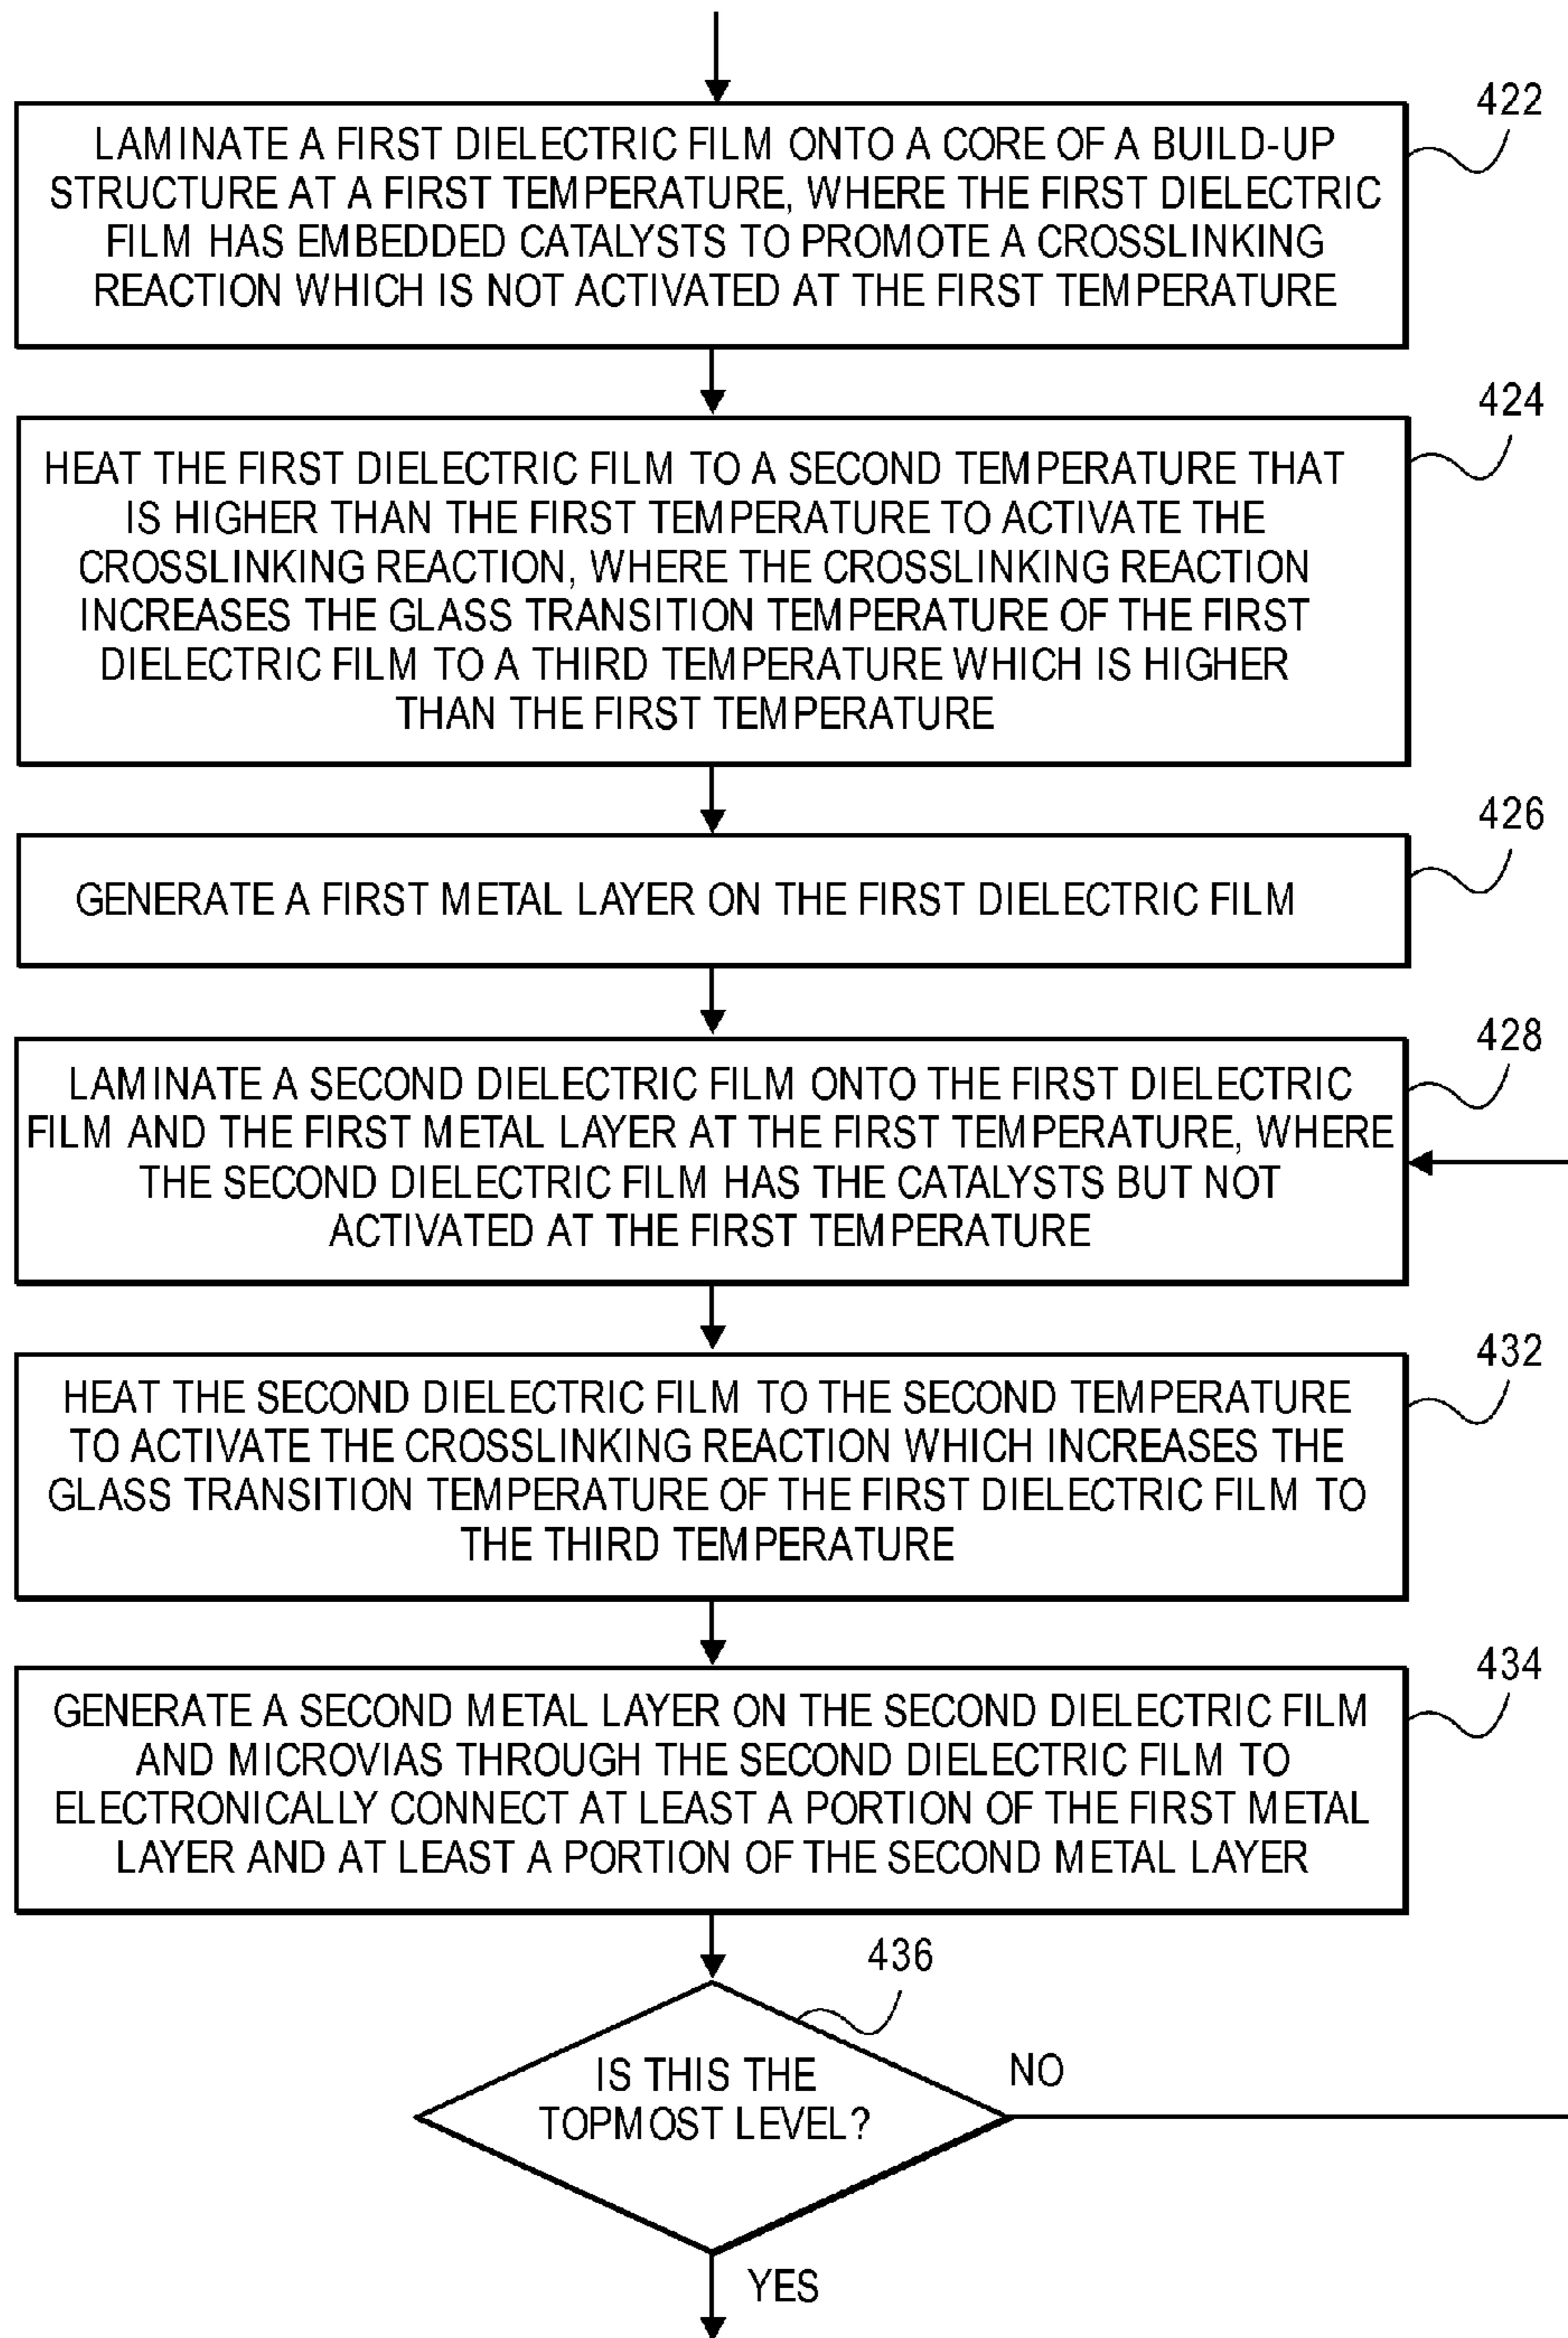 422
LAMINATE A FIRST DIELECTRIC FILM ONTO A CORE OF A BUILD-UP
STRUCTURE AT A FIRST TEMPERATURE, WHERE THE FIRST DIELECTRIC
FILM HAS EMBEDDED CATALYSTS TO PROMOTE A CROSSLINKING
REACTION WHICH IS NOT ACTIVATED AT THE FIRST TEMPERATURE
424
HEAT THE FIRST DIELECTRIC FILM TO A SECOND TEMPERATURE THAT
IS HIGHER THAN THE FIRST TEMPERATURE TO ACTIVATE THE
CROSSLINKING REACTION, WHERE THE CROSSLINKING REACTION
INCREASES THE GLASS TRANSITION TEMPERATURE OF THE FIRST
DIELECTRIC FILM TO A THIRD TEMPERATURE WHICH IS HIGHER
THAN THE FIRST TEMPERATURE
426
GENERATE A FIRST METAL LAYER ON THE FIRST DIELECTRIC FILM
428
LAMINATE A SECOND DIELECTRIC FILM ONTO THE FIRST DIELECTRIC
FILM AND THE FIRST METAL LAYER AT THE FIRST TEMPERATURE, WHERE
THE SECOND DIELECTRIC FILM HAS THE CATALYSTS BUT NOT
ACTIVATED AT THE FIRST TEMPERATURE
432
HEAT THE SECOND DIELECTRIC FILM TO THE SECOND TEMPERATURE
TO ACTIVATE THE CROSSLINKING REACTION WHICH INCREASES THE
GLASS TRANSITION TEMPERATURE OF THE FIRST DIELECTRIC FILM TO
THE THIRD TEMPERATURE
434
GENERATE A SECOND METAL LAYER ON THE SECOND DIELECTRIC FILM
AND MICROVIAS THROUGH THE SECOND DIELECTRIC FILM TO
ELECTRONICALLY CONNECT AT LEAST A PORTION OF THE FIRST METAL
LAYER AND AT LEAST A PORTION OF THE SECOND METAL LAYER
436
IS THIS THE
TOPMOST LEVEL?
NO
YES